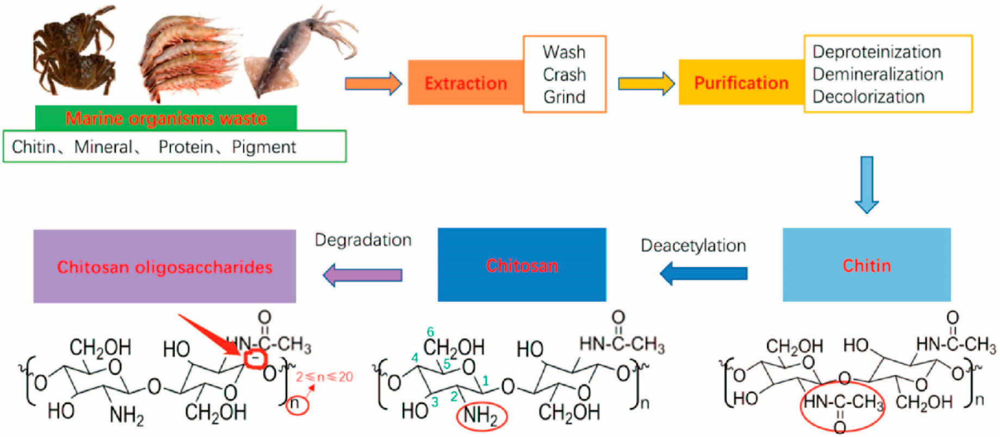 Wash
Crash
Grind
Extraction
Deproteinization
Demineralization
Decolorization
Purification
Marine organisms waste
Chitin、Mineral、 Protein、Pigment
Degradation
Deacetylation
Chitosan oligosaccharides
Chitosan
Chitin
O
HN-C-CH3
CH2OH
HO
O
O
O
O
O
HO
NH2
CH2OH
n
2≤n≤20
O
HN-C-CH3
6
CH2OH
HO
4
5
O
O
O
1
O
O
3
2
HO
NH2
CH2OH
n
O
HN-C-CH3
CH2OH
HO
O
O
O
O
O
HO
HN-C-CH3
O
CH2OH
n